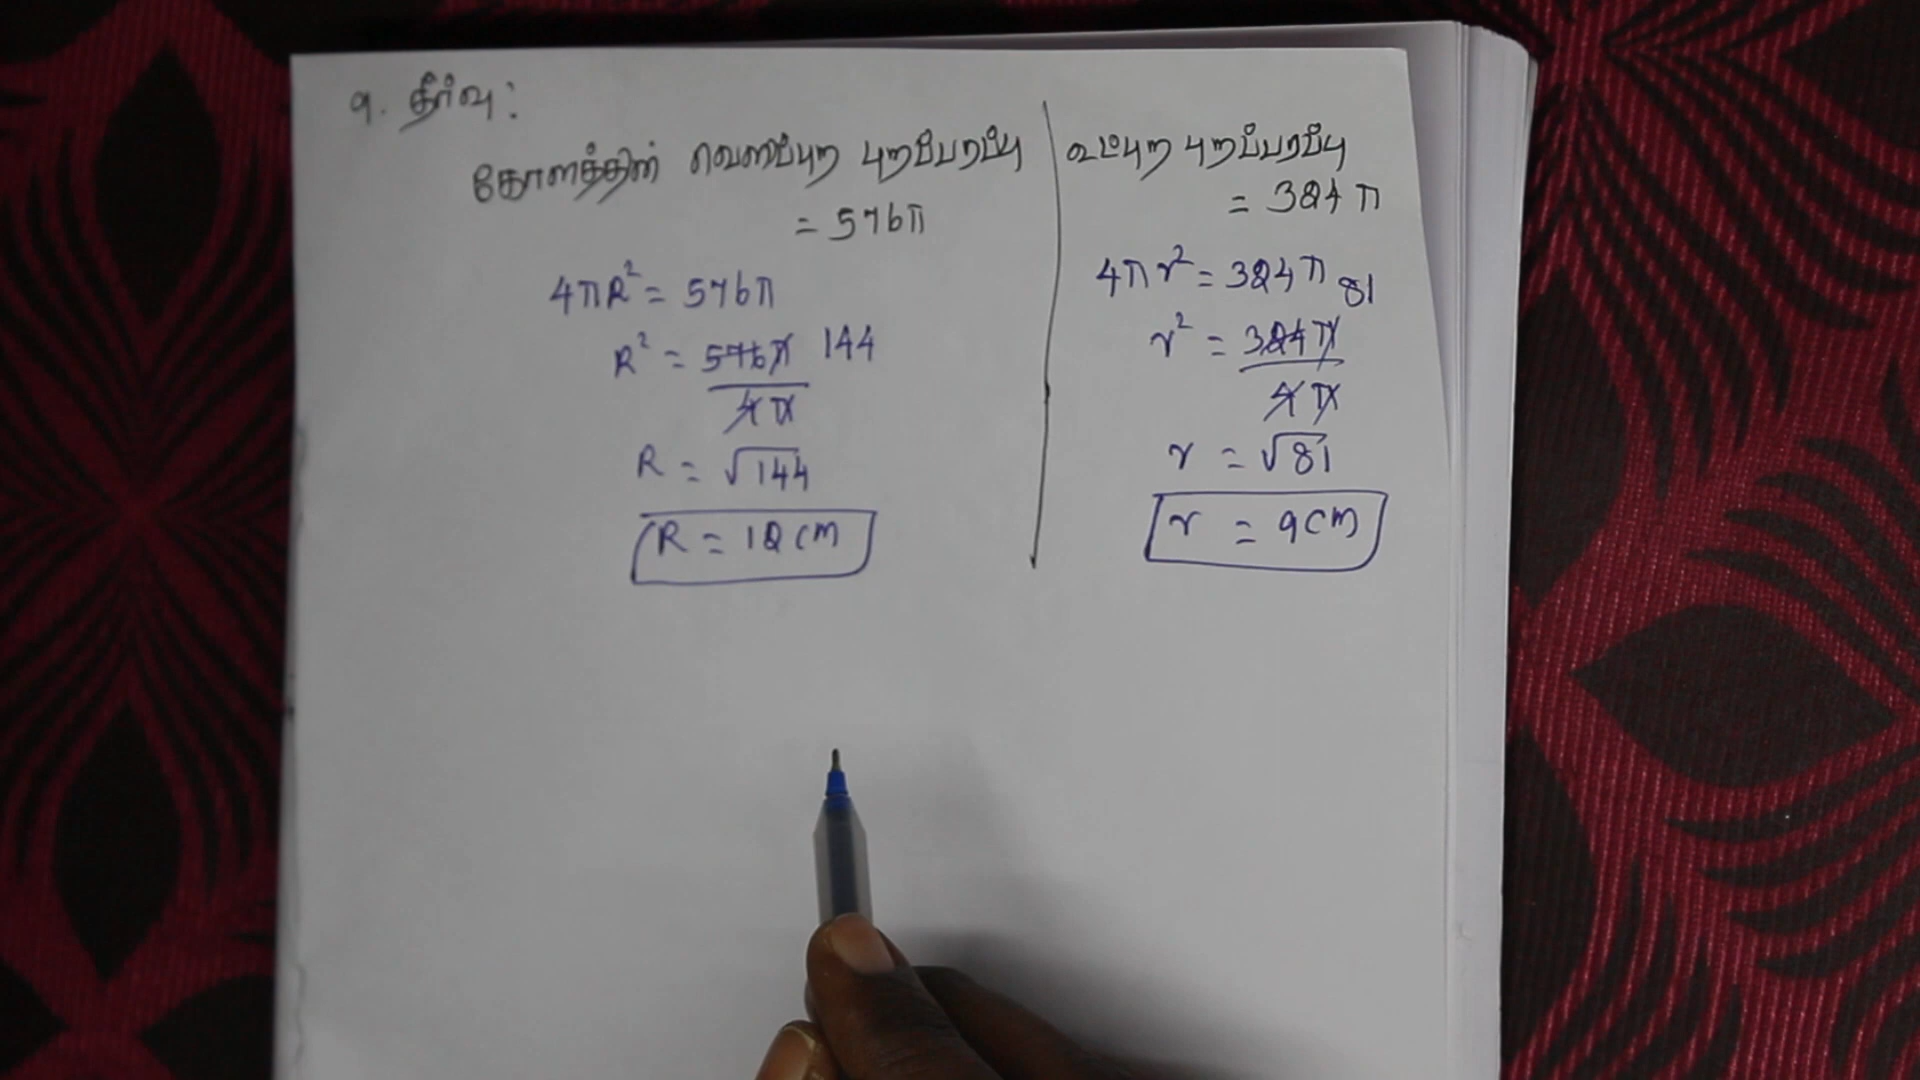 9. தீர்வு:
கோளத்தின் வெளிப்புற புறப்பரப்பு
= 576π
4πR² = 576π
R² = 576π/4π 144
R = √144
R = 12 cm
உட்புற புறப்பரப்பு
= 324π
4πr² = 324π
r² = 324π/4π 81
r = √81
r = 9 cm